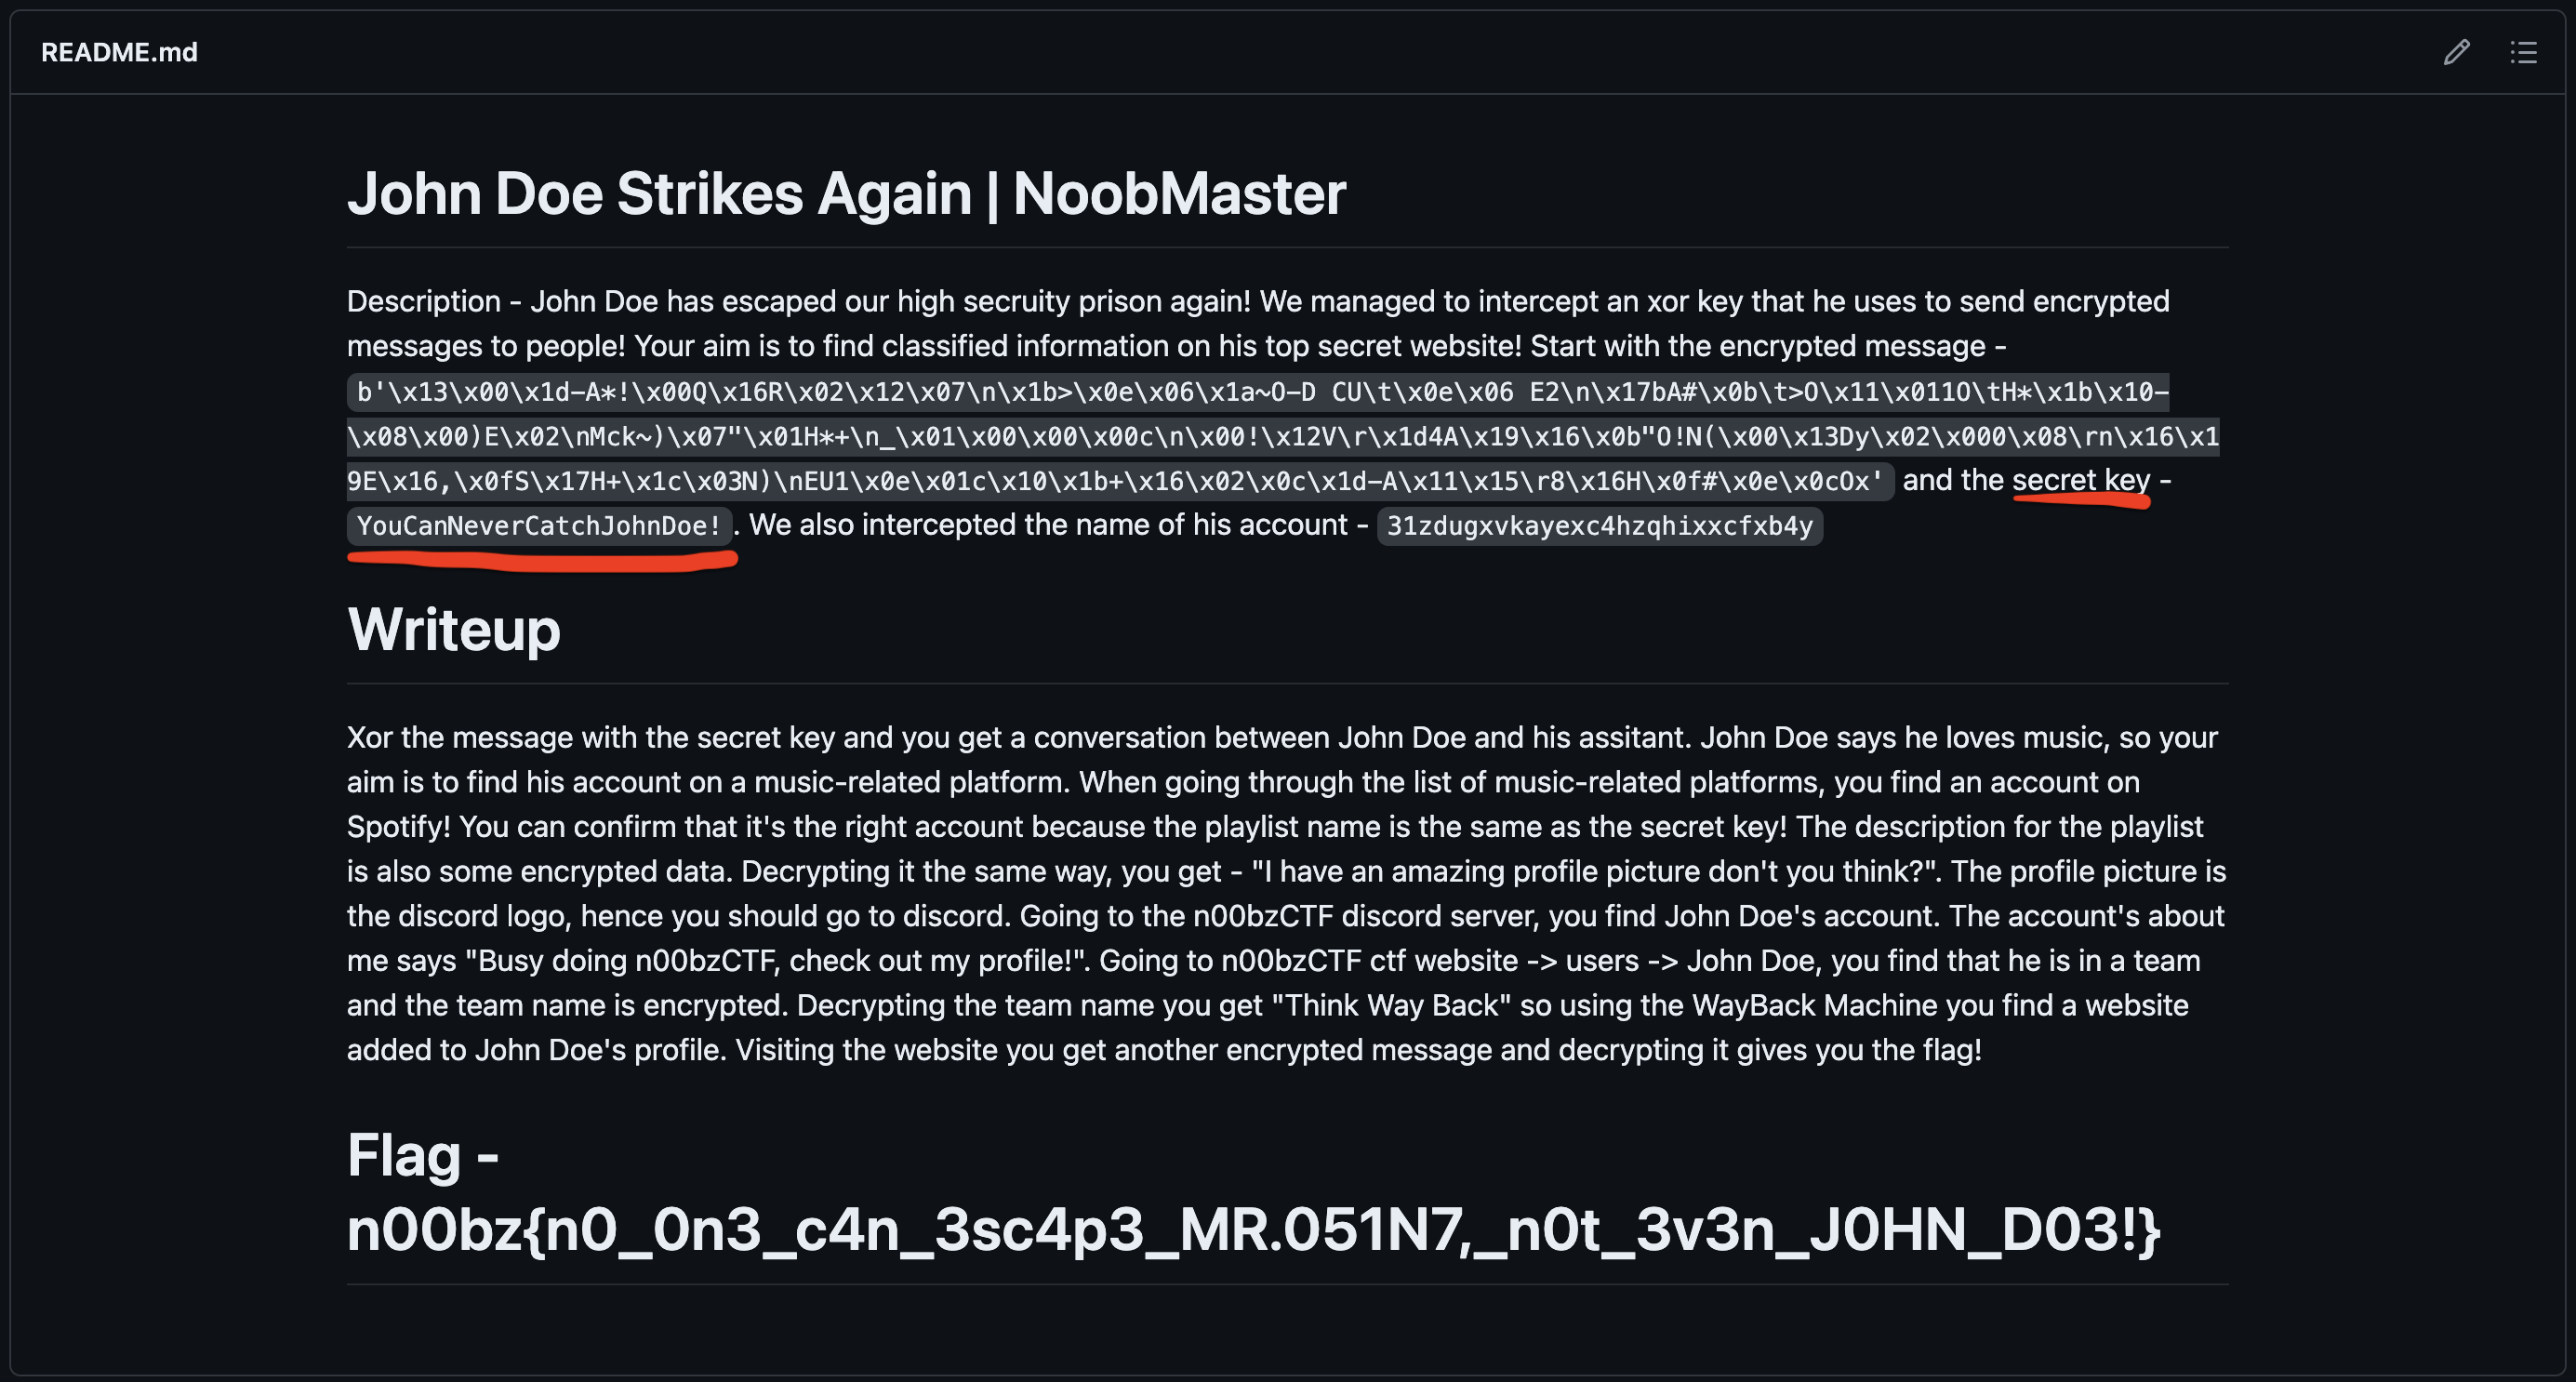 README.md
John Doe Strikes Again | NoobMaster
Description - John Doe has escaped our high secruity prison again! We managed to intercept an xor key that he uses to send encrypted
messages to people! Your aim is to find classified information on his top secret website! Start with the encrypted message -
b'\x13\x00\x1d-A*!\x00Q\x16R\x02\x12\x07\n\x1b>\x0e\x06\x1a~O-D CU\t\x0e\x06 E2\n\x17bA#\x0b\t>O\x11\x011O\tH*\x1b\x10-
\x08\x00)E\x02\nMck~)\x07"\x01H*+\n_\x01\x00\x00\x00c\n\x00!\x12V\r\x1d4A\x19\x16\x0b"O!N(\x00\x13Dy\x02\x000\x08\rn\x16\x1
9E\x16,\x0fS\x17H+\x1c\x03N)\nEU1\x0e\x01c\x10\x1b+\x16\x02\x0c\x1d-A\x11\x15\r8\x16H\x0f#\x0e\x0cOx' and the secret key -
YouCanNeverCatchJohnDoe! . We also intercepted the name of his account - 31zdugxvkayexc4hzqhixxcfxb4y
Writeup
Xor the message with the secret key and you get a conversation between John Doe and his assitant. John Doe says he loves music, so your
aim is to find his account on a music-related platform. When going through the list of music-related platforms, you find an account on
Spotify! You can confirm that it's the right account because the playlist name is the same as the secret key! The description for the playlist
is also some encrypted data. Decrypting it the same way, you get - "I have an amazing profile picture don't you think?". The profile picture is
the discord logo, hence you should go to discord. Going to the n00bzCTF discord server, you find John Doe's account. The account's about
me says "Busy doing n00bzCTF, check out my profile!". Going to n00bzCTF ctf website -> users -> John Doe, you find that he is in a team
and the team name is encrypted. Decrypting the team name you get "Think Way Back" so using the WayBack Machine you find a website
added to John Doe's profile. Visiting the website you get another encrypted message and decrypting it gives you the flag!
Flag -
n00bz{n0_0n3_c4n_3sc4p3_MR.051N7,_n0t_3v3n_J0HN_D03!}